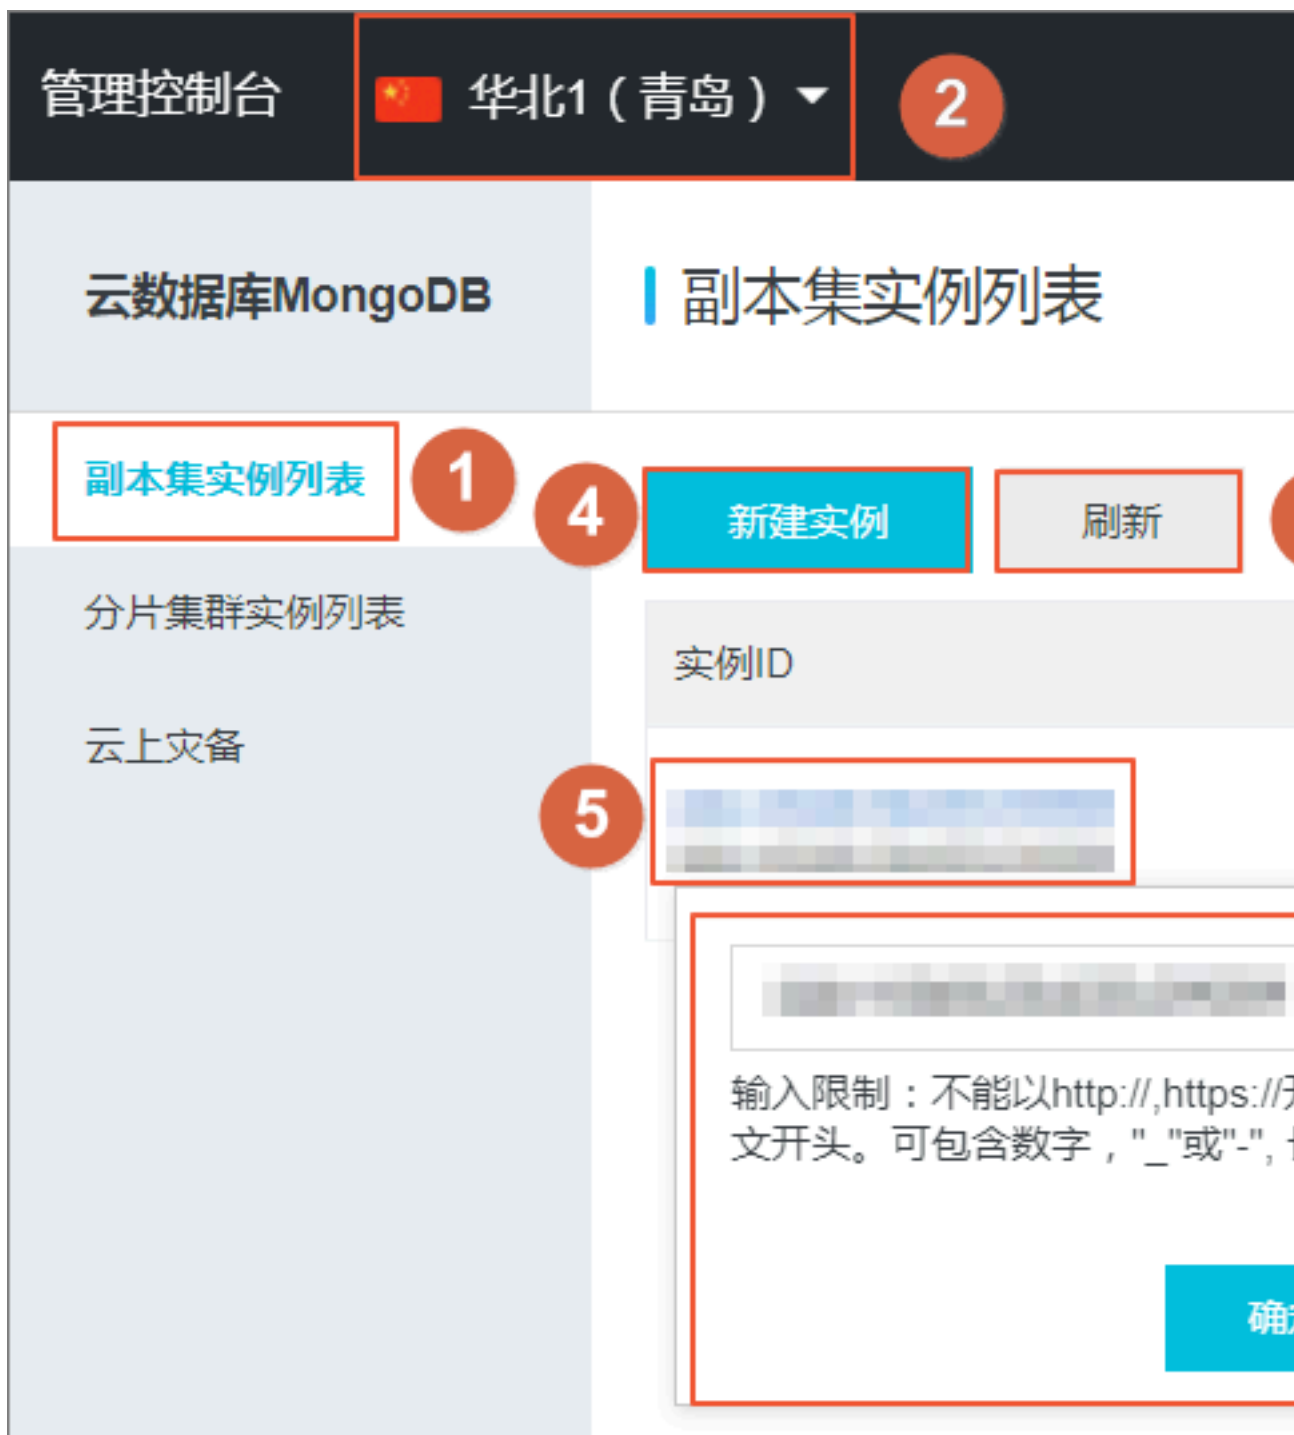 管理控制台
华北1（青岛）
2
云数据库MongoDB
副本集实例列表
副本集实例列表
1
4
新建实例
刷新
分片集群实例列表
实例ID
云上灾备
5
输入限制：不能以http://,https://
文开头。可包含数字，"_"或"-",
确